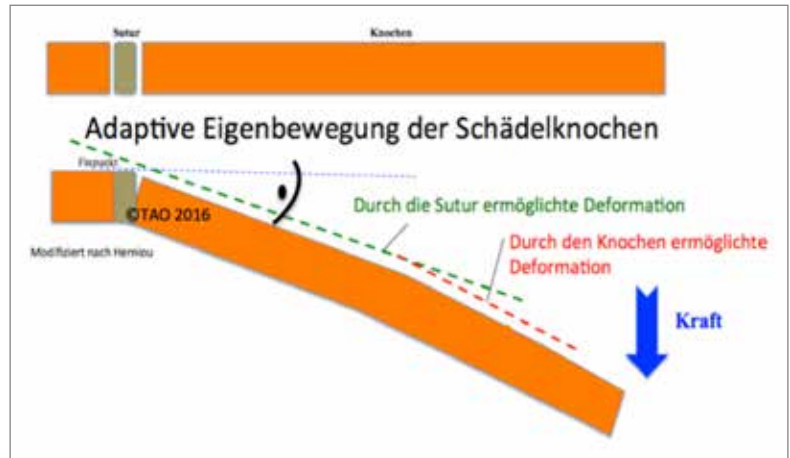 Sutur
Knochen
Adaptive Eigenbewegung der Schädelknochen
Fixpunkt
©TAO 2016
Durch die Sutur ermöglichte Deformation
Modifiziert nach Herniou
Durch den Knochen ermöglichte
Deformation
Kraft